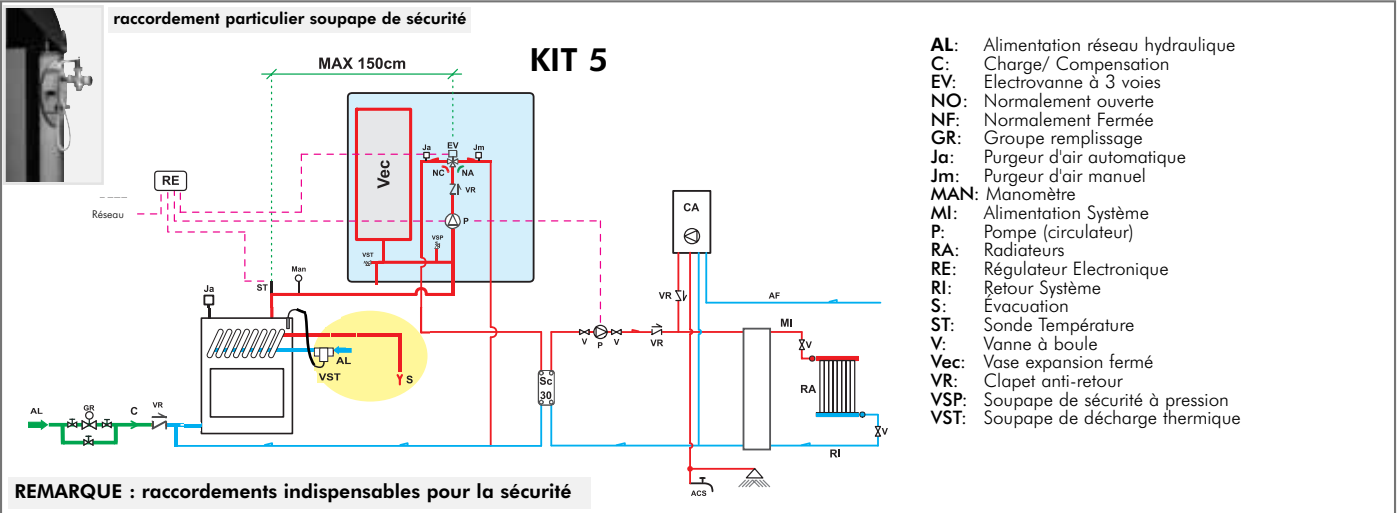 raccordement particulier soupape de sécurité
KIT 5
MAX 150cm
AL: Alimentation réseau hydraulique
C: Charge/ Compensation
EV: Electrovanne à 3 voies
NO: Normalement ouverte
NF: Normalement Fermée
GR: Groupe remplissage
Ja: Purgeur d'air automatique
Jm: Purgeur d'air manuel
MAN: Manomètre
MI: Alimentation Système
P: Pompe (circulateur)
RA: Radiateurs
RE: Régulateur Electronique
RI: Retour Système
S: Évacuation
ST: Sonde Température
V: Vanne à boule
Vec: Vase expansion fermé
VR: Clapet anti-retour
VSP: Soupape de sécurité à pression
VST: Soupape de décharge thermique
Ja
EV
Jm
NC
NA
Vec
VR
P
VSP
VST
RE
Réseau
ST
Man
Ja
CA
VR
AF
MI
V
P
V
VR
V
RA
V
RI
Sc
30
AL
VST
S
AL
GR
C
VR
ACS
REMARQUE : raccordements indispensables pour la sécurité